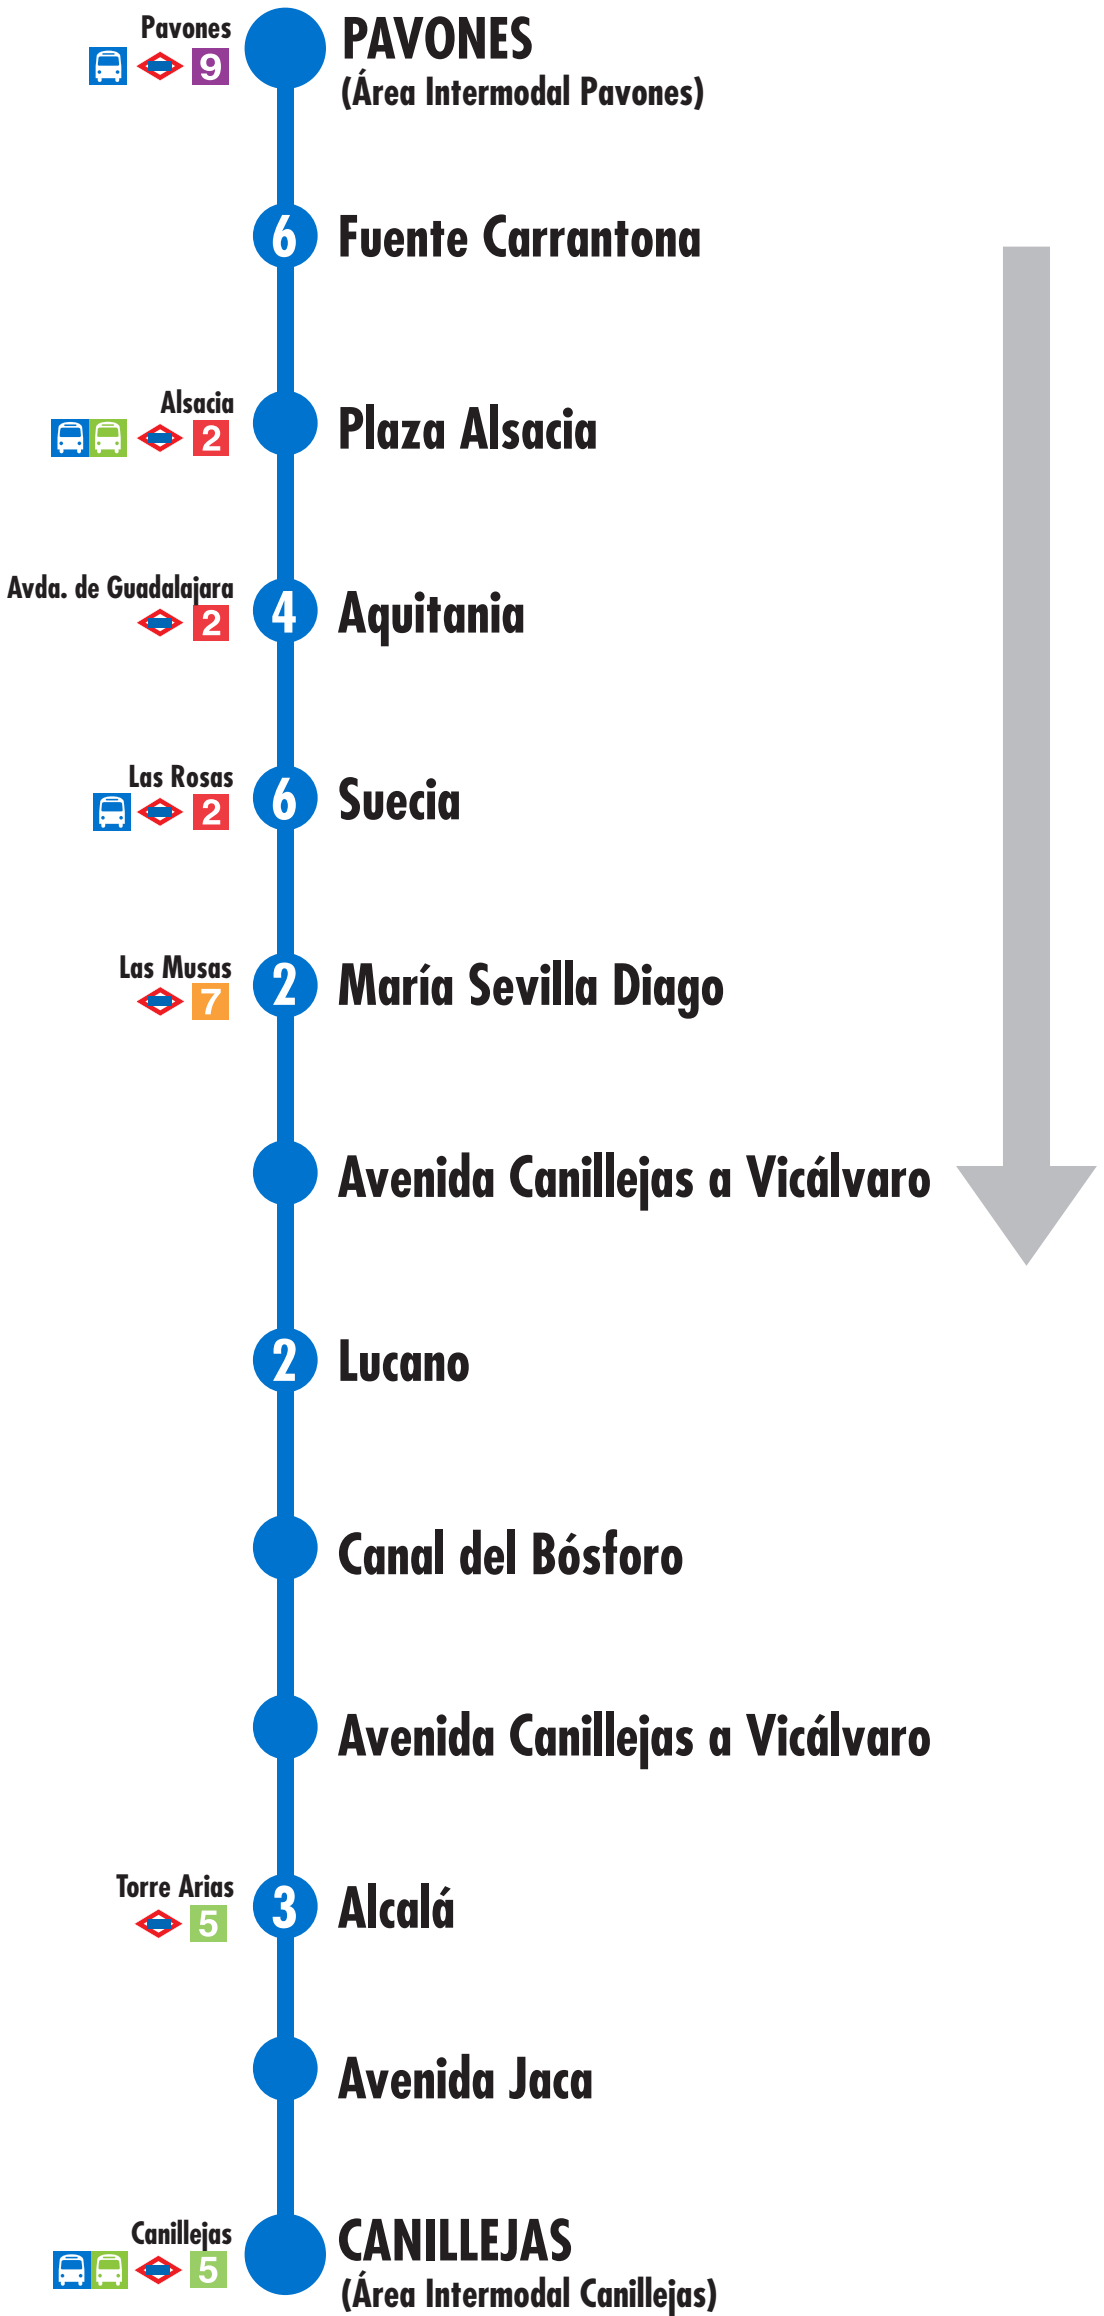 Pavones
9
PAVONES
(Área Intermodal Pavones)
6
Fuente Carrantona
Alsacia
2
Plaza Alsacia
Avda. de Guadalajara
2
4
Aquitania
Las Rosas
2
6
Suecia
Las Musas
7
2
María Sevilla Diago
Avenida Canillejas a Vicálvaro
2
Lucano
Canal del Bósforo
Avenida Canillejas a Vicálvaro
Torre Arias
5
3
Alcalá
Avenida Jaca
Canillejas
5
CANILLEJAS
(Área Intermodal Canillejas)